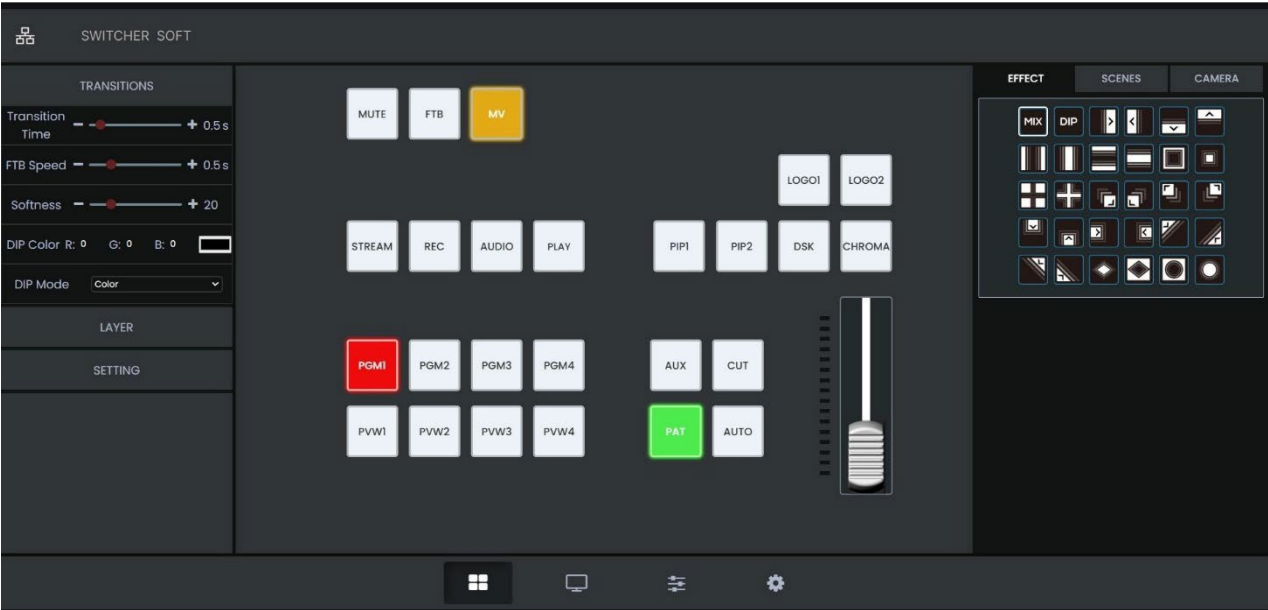 SWITCHER SOFT
TRANSITIONS
Transition Time - + 0.5 s
FTB Speed - + 0.5 s
Softness - + 20
DIP Color R: 0 G: 0 B: 0
DIP Mode Color
LAYER
SETTING
MUTE FTB MV
LOGO1 LOGO2
STREAM REC AUDIO PLAY PIP1 PIP2 DSK CHROMA
PGM1 PGM2 PGM3 PGM4 AUX CUT
PVW1 PVW2 PVW3 PVW4 PAT AUTO
EFFECT SCENES CAMERA
MIX DIP